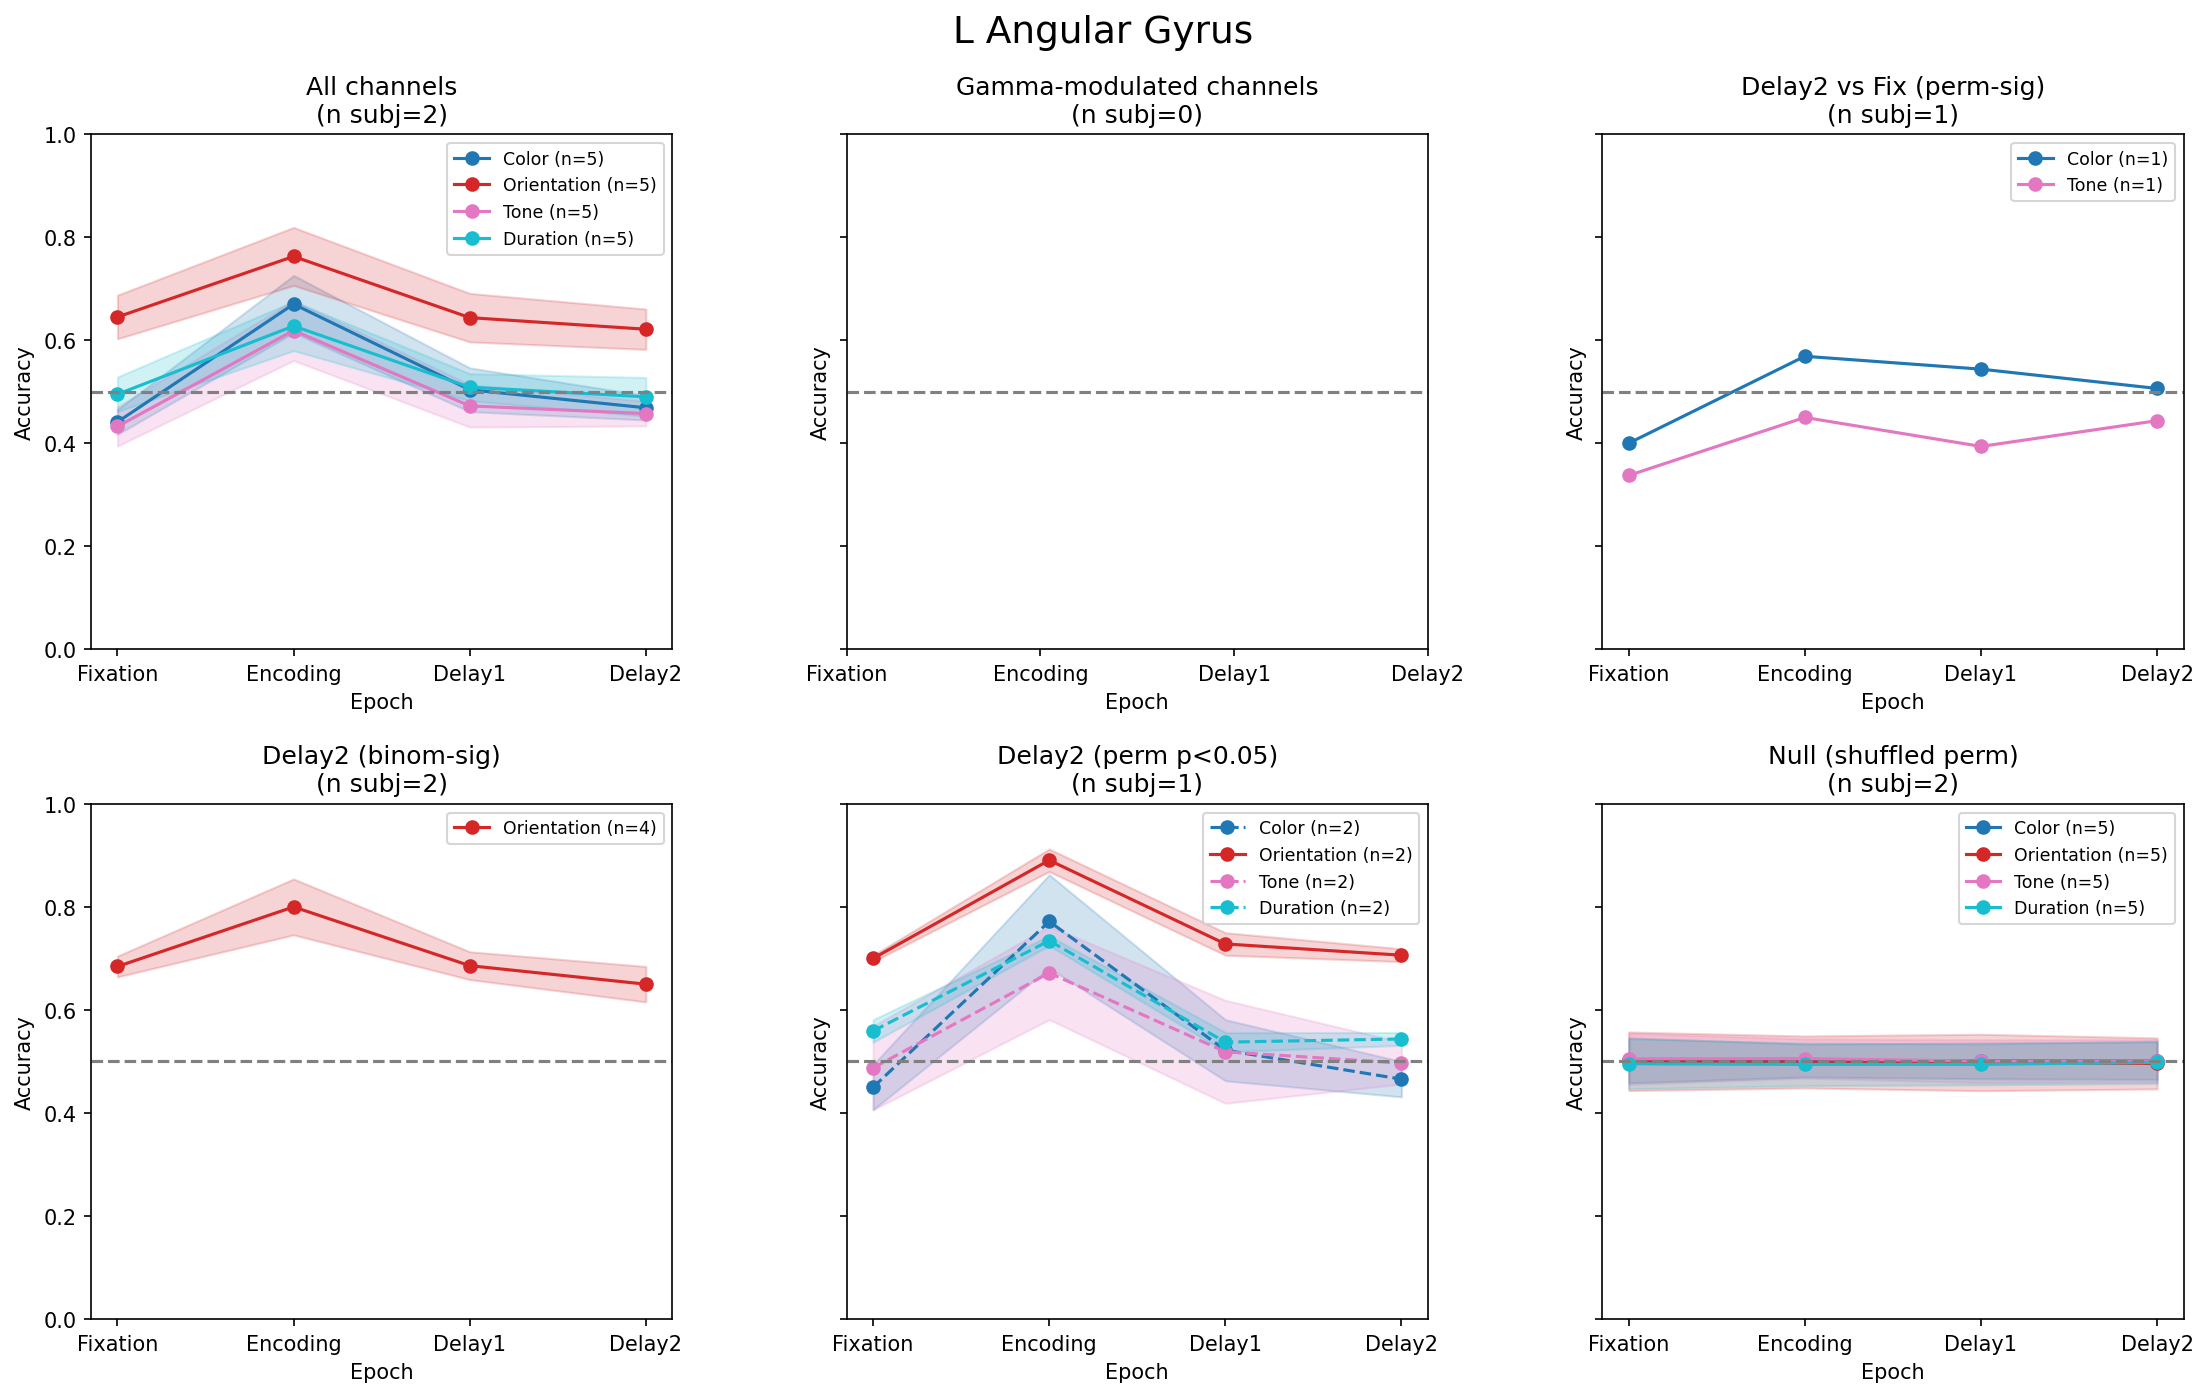 L Angular Gyrus
All channels
(n subj=2)
1.0
0.8
0.6
0.4
0.2
0.0
Accuracy
Color (n=5)
Orientation (n=5)
Tone (n=5)
Duration (n=5)
Fixation Encoding Delay1 Delay2
Epoch
Gamma-modulated channels
(n subj=0)
Accuracy
Fixation Encoding Delay1 Delay2
Epoch
Delay2 vs Fix (perm-sig)
(n subj=1)
Accuracy
Color (n=1)
Tone (n=1)
Fixation Encoding Delay1 Delay2
Epoch
Delay2 (binom-sig)
(n subj=2)
1.0
0.8
0.6
0.4
0.2
0.0
Accuracy
Orientation (n=4)
Fixation Encoding Delay1 Delay2
Epoch
Delay2 (perm p<0.05)
(n subj=1)
Accuracy
Color (n=2)
Orientation (n=2)
Tone (n=2)
Duration (n=2)
Fixation Encoding Delay1 Delay2
Epoch
Null (shuffled perm)
(n subj=2)
Accuracy
Color (n=5)
Orientation (n=5)
Tone (n=5)
Duration (n=5)
Fixation Encoding Delay1 Delay2
Epoch